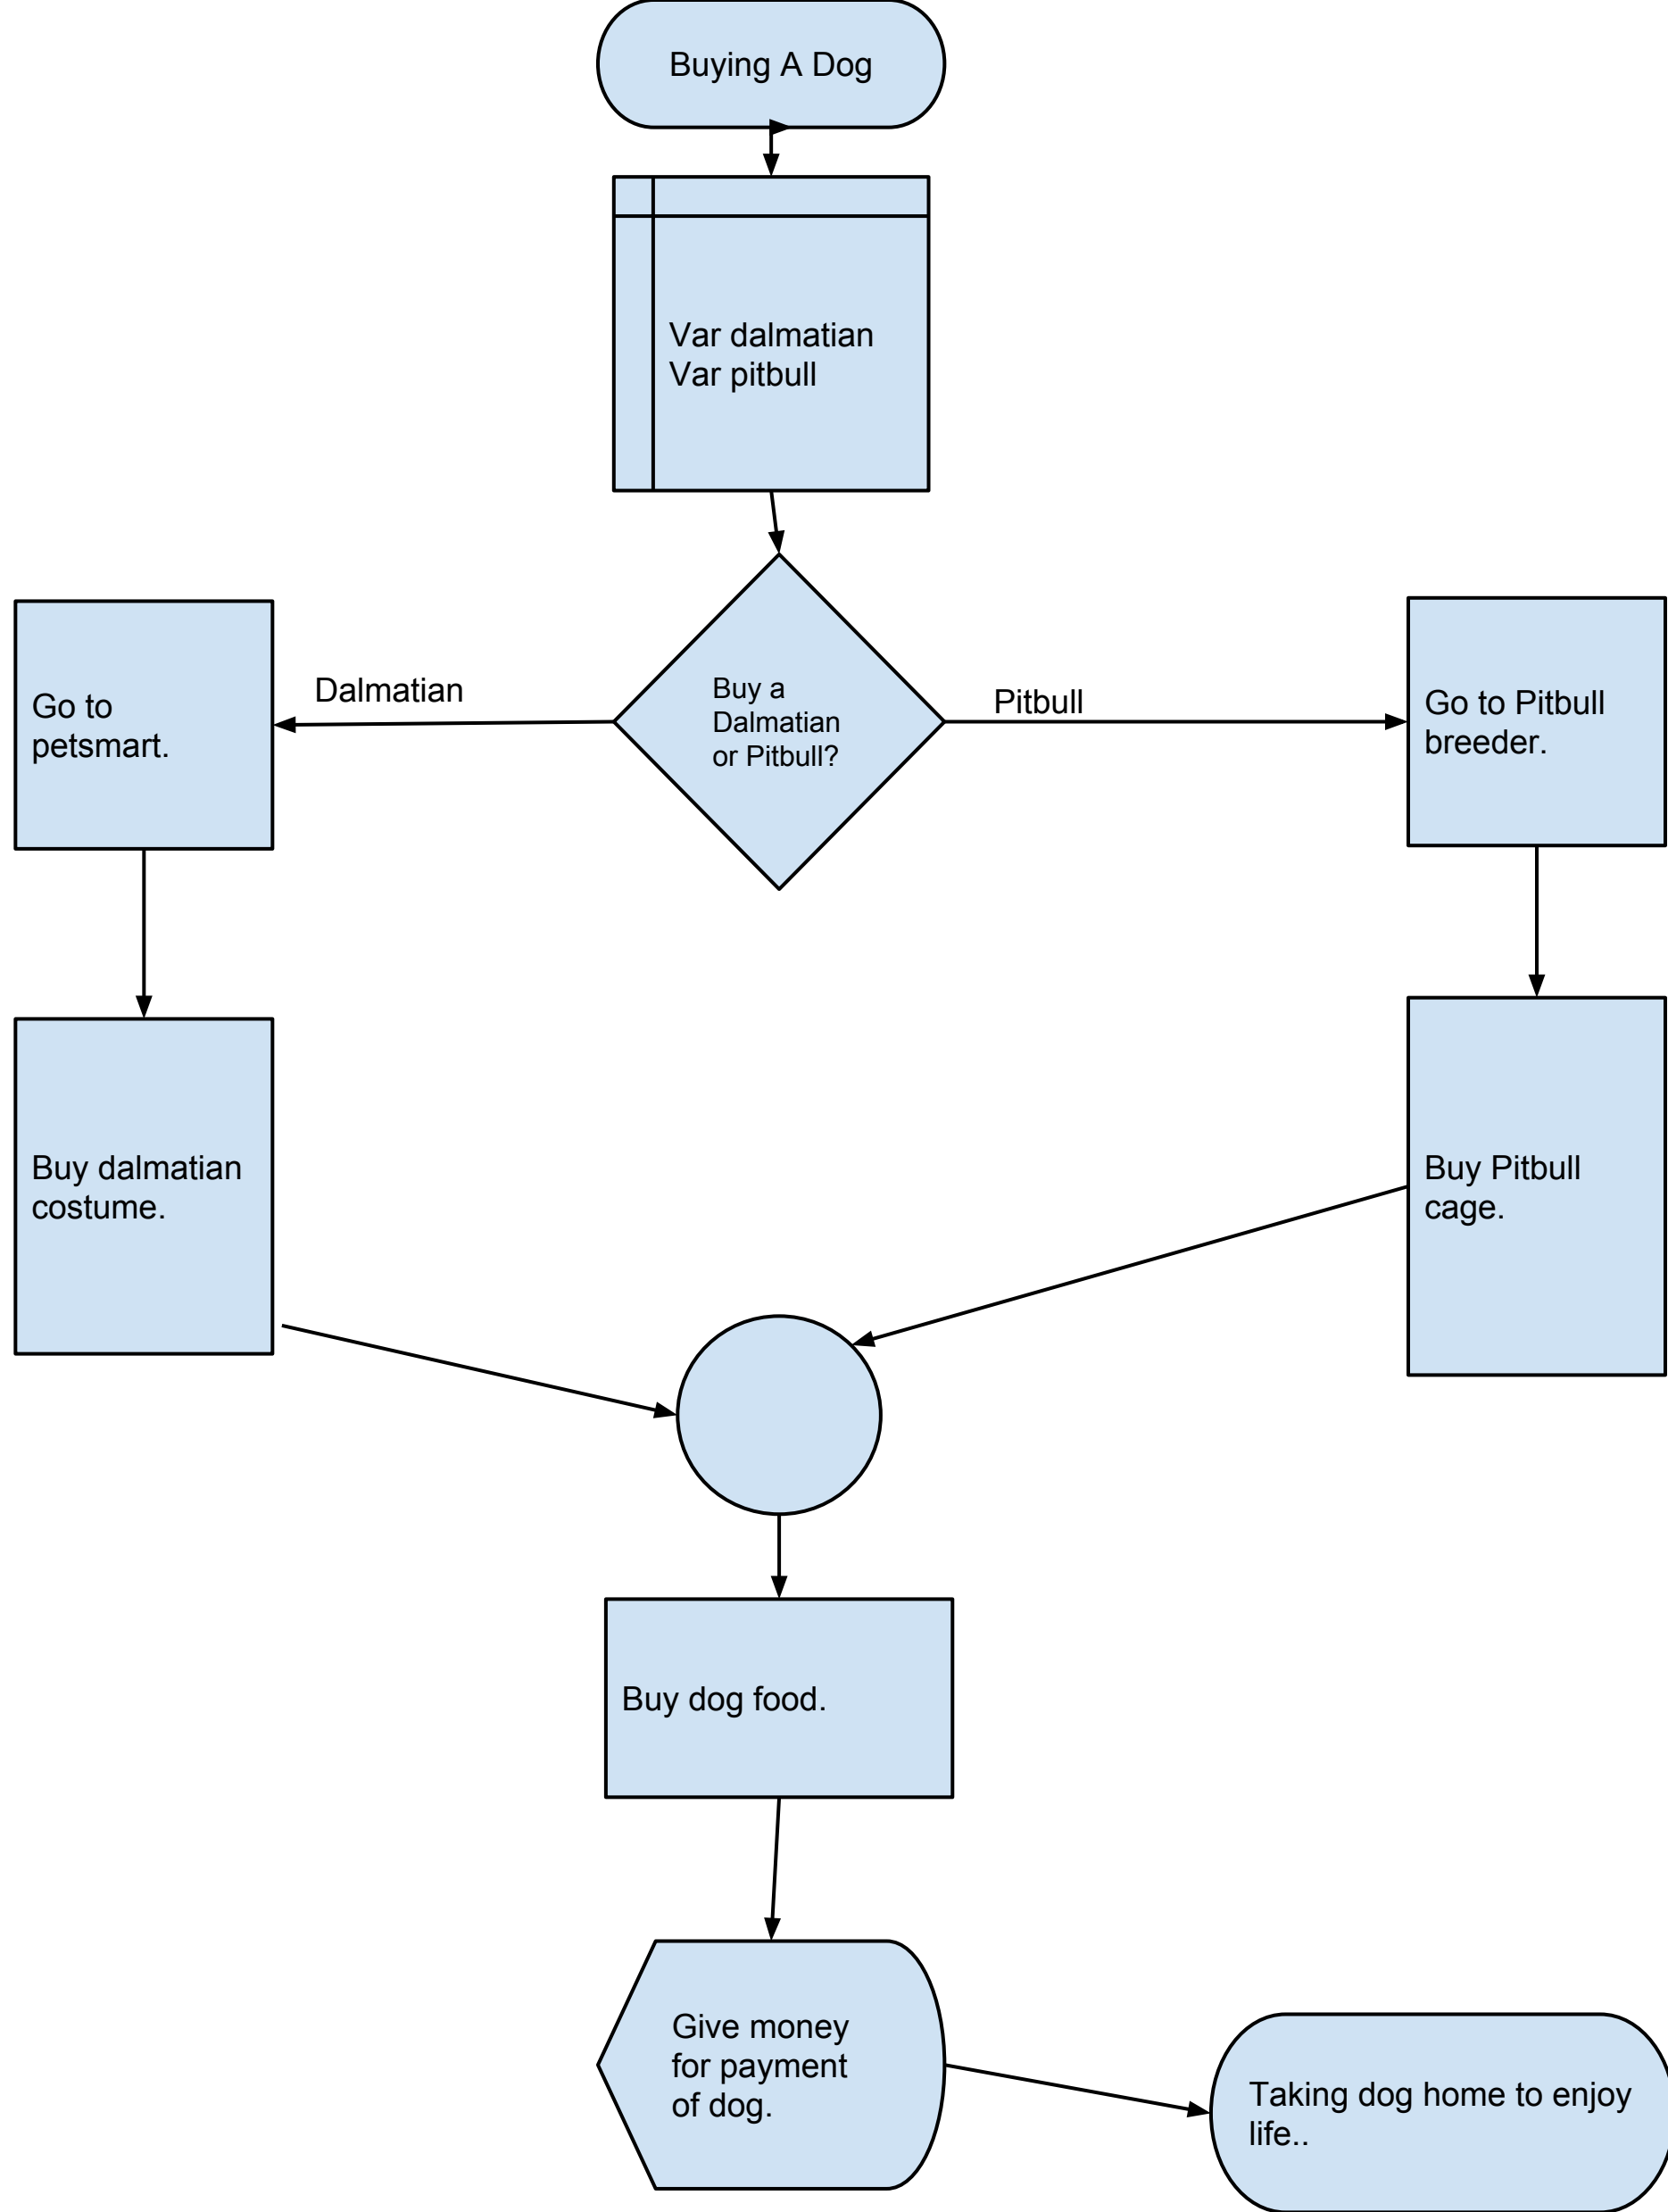 Buying A Dog
Var dalmatian
Var pitbull
Dalmatian
Buy a
Dalmatian
or Pitbull?
Pitbull
Go to
petsmart.
Go to Pitbull
breeder.
Buy dalmatian
costume.
Buy Pitbull
cage.
Buy dog food.
Give money
for payment
of dog.
Taking dog home to enjoy
life..